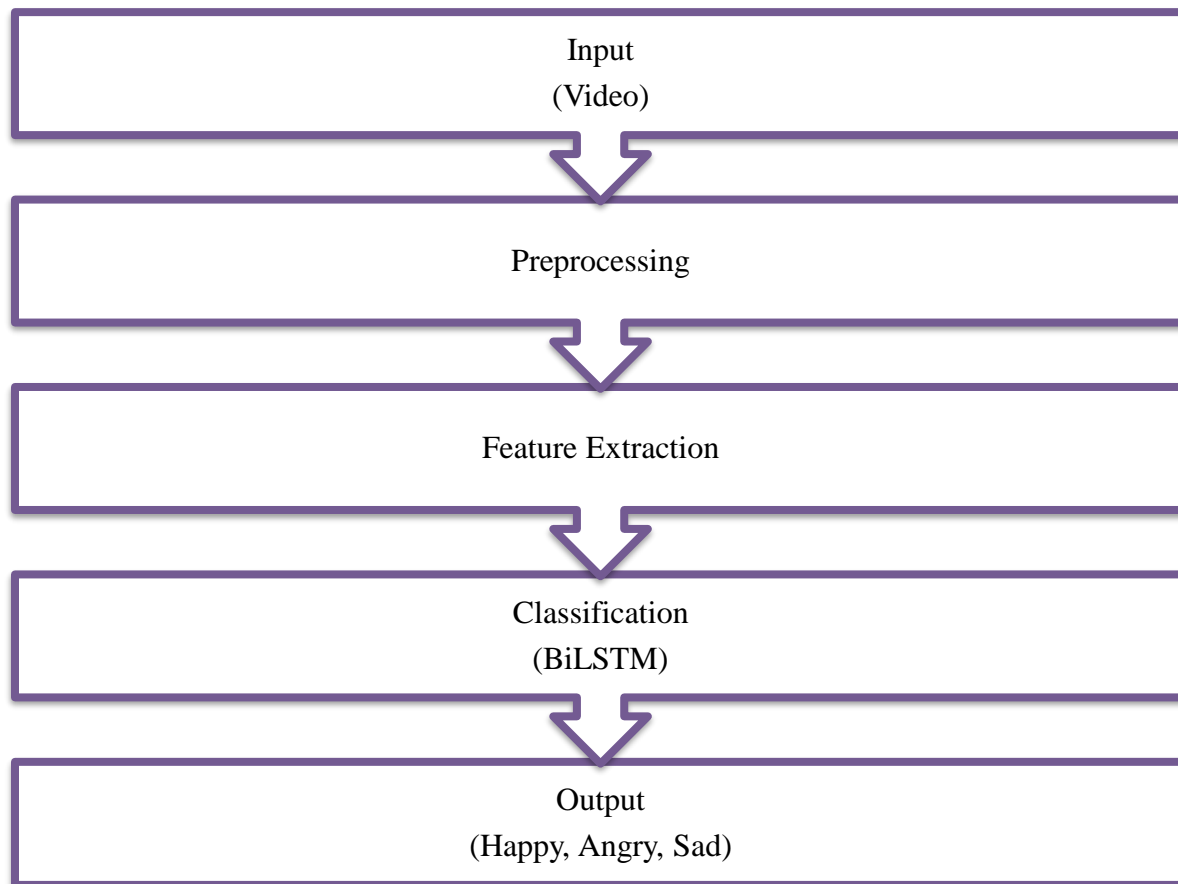 Input
(Video)
Preprocessing
Feature Extraction
Classification
(BiLSTM)
Output
(Happy, Angry, Sad)